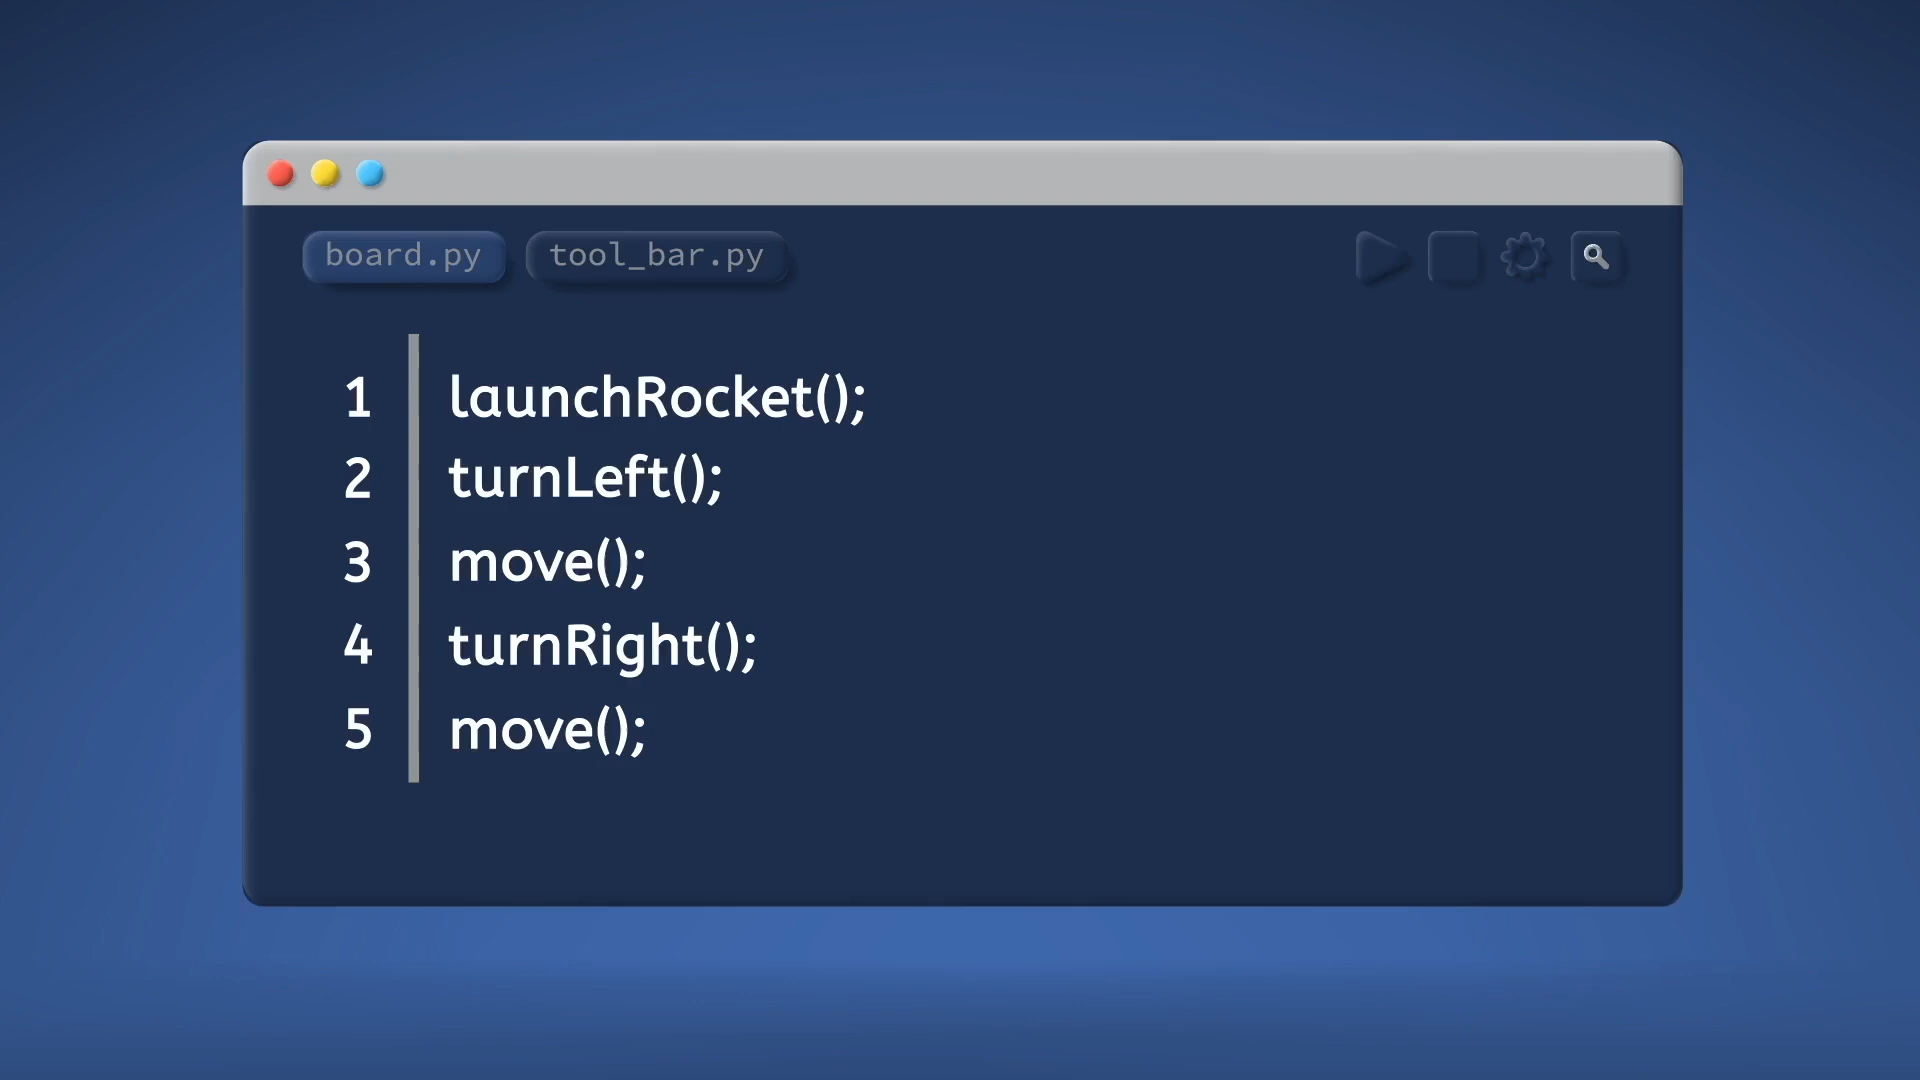 board.py tool_bar.py
1 launchRocket();
2 turnLeft();
3 move();
4 turnRight();
5 move();